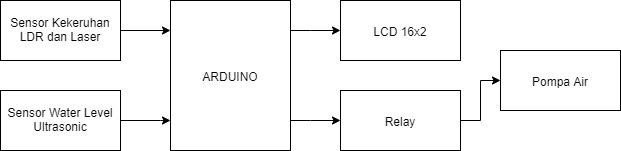 Sensor Kekeruhan
LDR dan Laser
ARDUINO
LCD 16x2
Pompa Air
Sensor Water Level
Ultrasonic
Relay